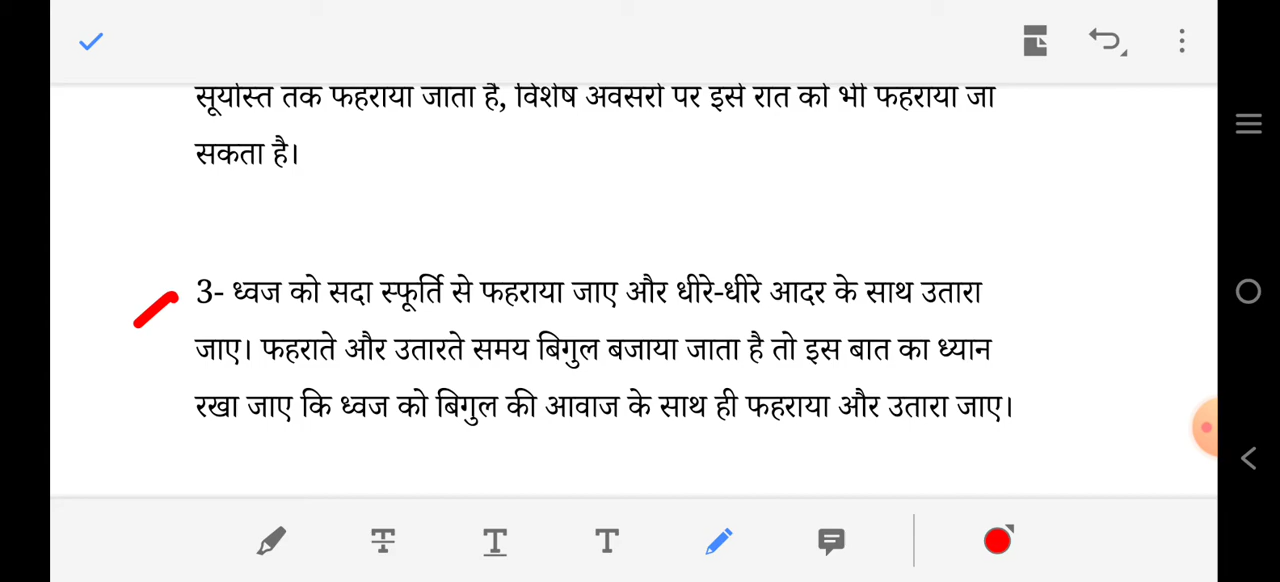 सूर्यास्त तक फहराया जाता है, विशेष अवसरों पर इसे रात को भी फहराया जा
सकता है।
3- ध्वज को सदा स्फूर्ति से फहराया जाए और धीरे-धीरे आदर के साथ उतारा
जाए। फहराते और उतारते समय बिगुल बजाया जाता है तो इस बात का ध्यान
रखा जाए कि ध्वज को बिगुल की आवाज के साथ ही फहराया और उतारा जाए।